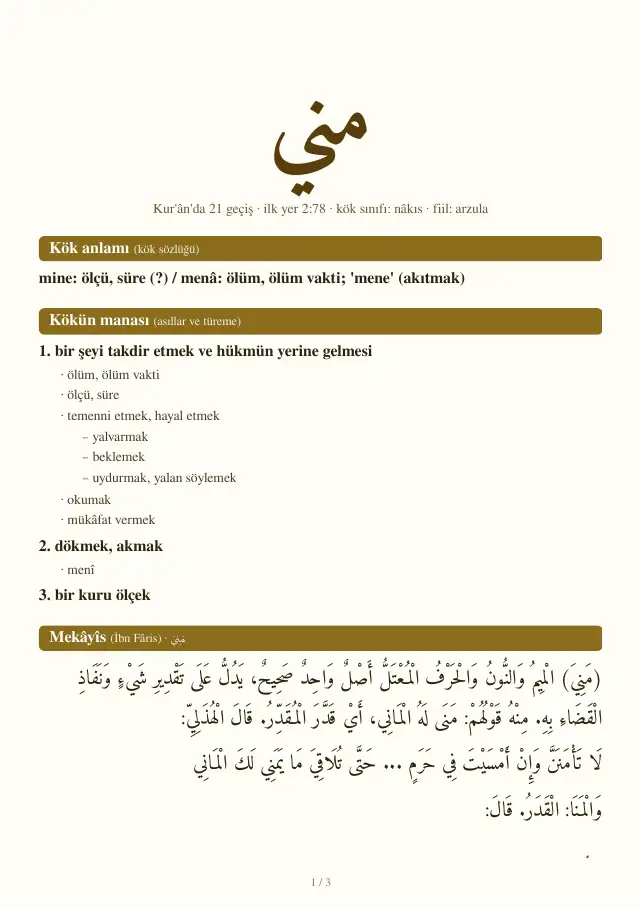 مني
Kur'ân'da 21 geçiş · ilk yer 2:78 · kök sınıfı: nâkıs · fiil: arzula
Kök anlamı (kök sözlüğü)
mine: ölçü, süre (?) / menâ: ölüm, ölüm vakti; 'mene' (akıtmak)
Kökün manası (asıllar ve türeme)
1. bir şeyi takdir etmek ve hükmün yerine gelmesi
· ölüm, ölüm vakti
· ölçü, süre
· temenni etmek, hayal etmek
– yalvarmak
– beklemek
– uydurmak, yalan söylemek
· okumak
· mükâfat vermek
2. dökmek, akmak
· menî
3. bir kuru ölçek
Mekâyîs (İbn Fâris) · مَنِيَ
(مَنِيَ) الْمِيمُ وَالنُّونُ وَالْحَرْفُ الْمُعْتَلُّ أَصْلٌ وَاحِدٌ صَحِيحٌ، يَدُلُّ عَلَى تَقْدِيرِ شَيْءٍ وَنَفَاذِ
الْقَضَاءِ بِهِ. مِنْهُ قَوْلُهُمْ: مَنَى لَهُ الْمَانِي، أَيْ قَدَّرَ الْمُقَدِّرُ. قَالَ الْهُذَلِيِّ:
لَا تَأْمَنَنَّ وَإِنْ أَمْسَيْتَ فِي حَرَمٍ ... حَتَّى تُلَاقِيَ مَا يَمْنِي لَكَ الْمَانِي
وَالْمَنَا: الْقَدَرُ. قَالَ:
1 / 3